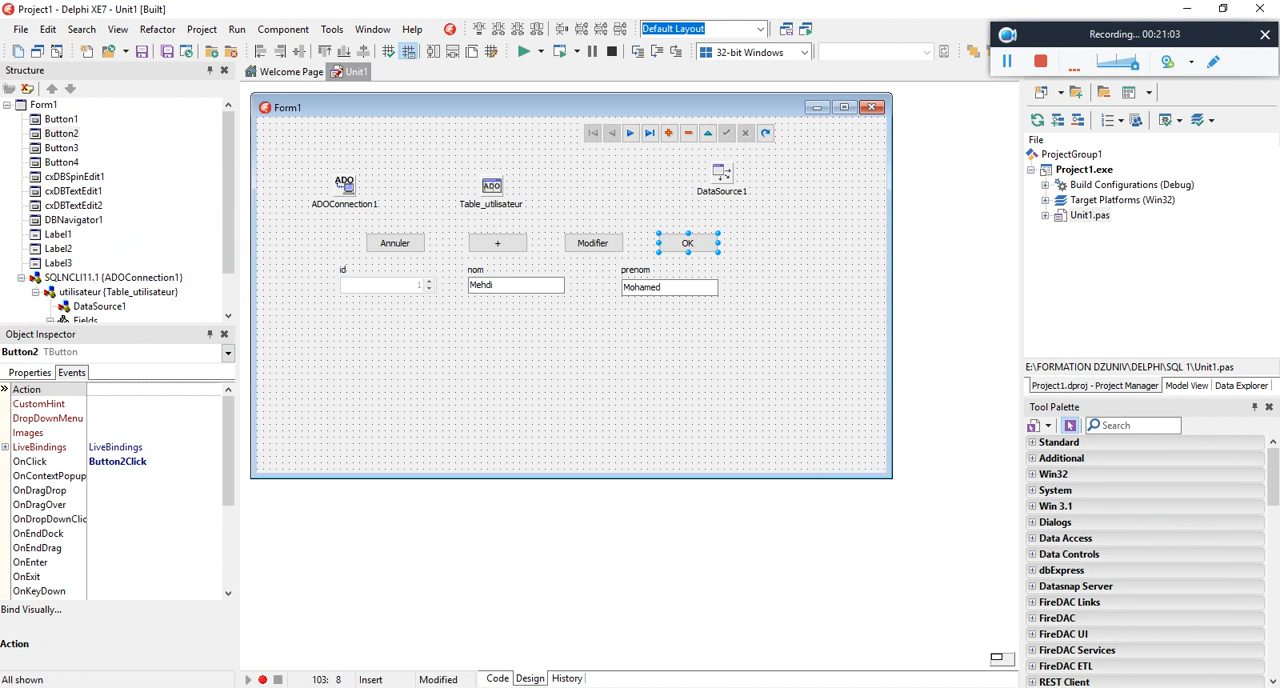 Project1 - Delphi XE7 - Unit1 [Built]
File Edit Search View Refactor Project Run Component Tools Window Help
Default Layout
32-bit Windows
Recording... 00:21:03
Structure
Welcome Page Unit1
Form1
Button1
Button2
Button3
Button4
cxDBSpinEdit1
cxDBTextEdit1
cxDBTextEdit2
DBNavigator1
Label1
Label2
Label3
SQLNCLI11.1 {ADOConnection1}
utilisateur {Table_utilisateur}
DataSource1
Fields
Object Inspector
Button2 TButton
Properties Events
Action
CustomHint
DropDownMenu
Images
LiveBindings LiveBindings
OnClick Button2Click
OnContextPopup
OnDragDrop
OnDragOver
OnDropDownClic
OnEndDock
OnEndDrag
OnEnter
OnExit
OnKeyDown
Bind Visually...
Action
All shown
Form1
ADO
ADOConnection1
ADO
Table_utilisateur
DataSource1
Annuler + Modifier OK
id nom prenom
1 Mehdi Mohamed
103: 8 Insert Modified Code Design History
File
ProjectGroup1
Project1.exe
Build Configurations (Debug)
Target Platforms (Win32)
Unit1.pas
E:\FORMATION DZUNIV\DELPHI\SQL 1\Unit1.pas
Project1.dproj - Project Manager Model View Data Explorer
Tool Palette
Search
Standard
Additional
Win32
System
Win 3.1
Dialogs
Data Access
Data Controls
dbExpress
Datasnap Server
FireDAC Links
FireDAC
FireDAC UI
FireDAC Services
FireDAC ETL
REST Client